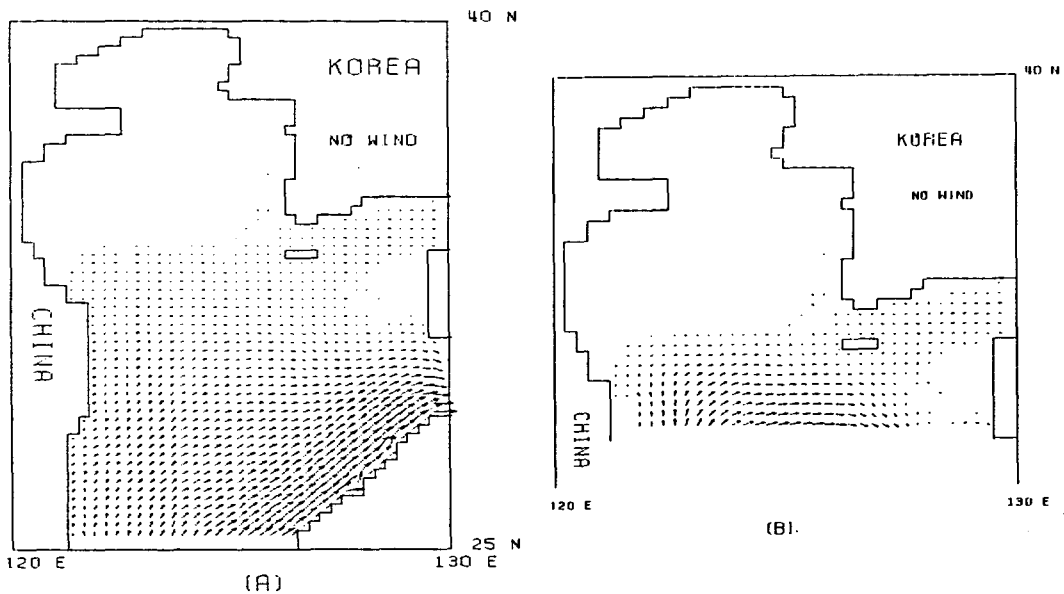 40 N
KOREA
NO WIND
CHINA
25 N
120 E
130 E
(A)
40 N
KOREA
NO WIND
CHINA
120 E
130 E
(B).